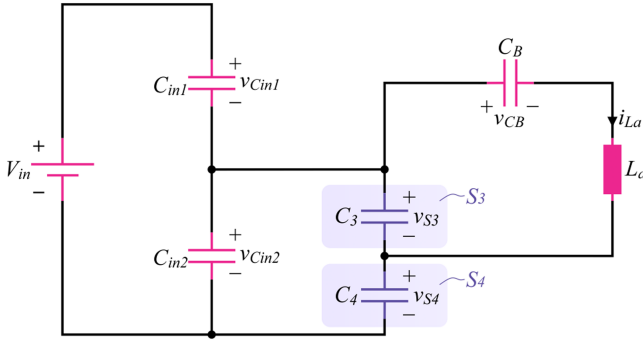 C_B
+
v_CB
−
i_La
L_a
+
V_in
−
C_in1
+
v_Cin1
−
C_in2
+
v_Cin2
−
S_3
C_3
+
v_S3
−
S_4
C_4
+
v_S4
−